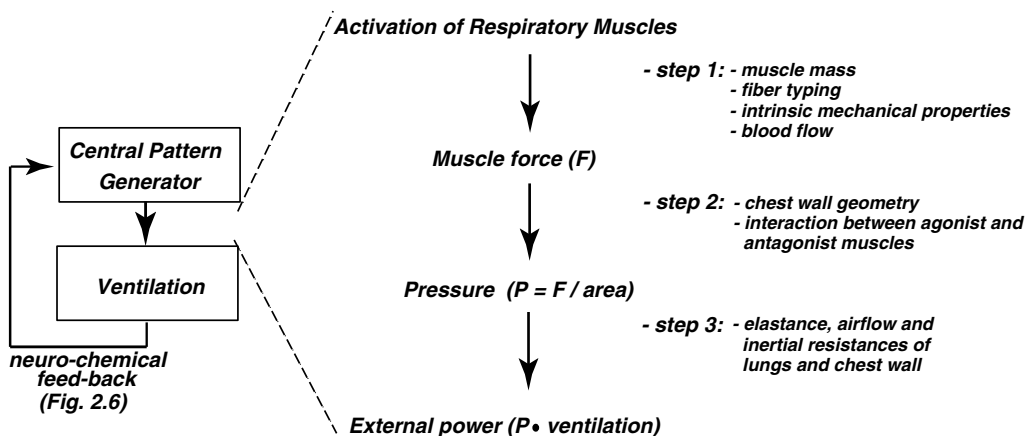 Activation of Respiratory Muscles
- step 1: - muscle mass
- fiber typing
- intrinsic mechanical properties
- blood flow
Central Pattern
Generator
Muscle force (F)
- step 2: - chest wall geometry
- interaction between agonist and
antagonist muscles
Ventilation
Pressure (P = F / area)
- step 3: - elastance, airflow and
inertial resistances of
lungs and chest wall
neuro-chemical
feed-back
(Fig. 2.6)
External power (P• ventilation)